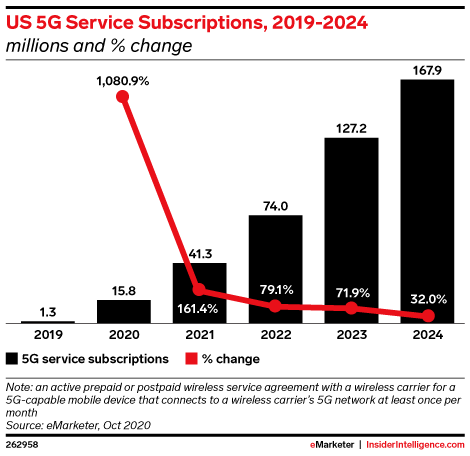 US 5G Service Subscriptions, 2019-2024
millions and % change
167.9
1,080.9%
127.2
74.0
41.3
15.8
1.3
161.4%
79.1%
71.9%
32.0%
2019 2020 2021 2022 2023 2024
5G service subscriptions % change
Note: an active prepaid or postpaid wireless service agreement with a wireless carrier for a
5G-capable mobile device that connects to a wireless carrier's 5G network at least once per
month
Source: eMarketer, Oct 2020
262958 eMarketer | InsiderIntelligence.com